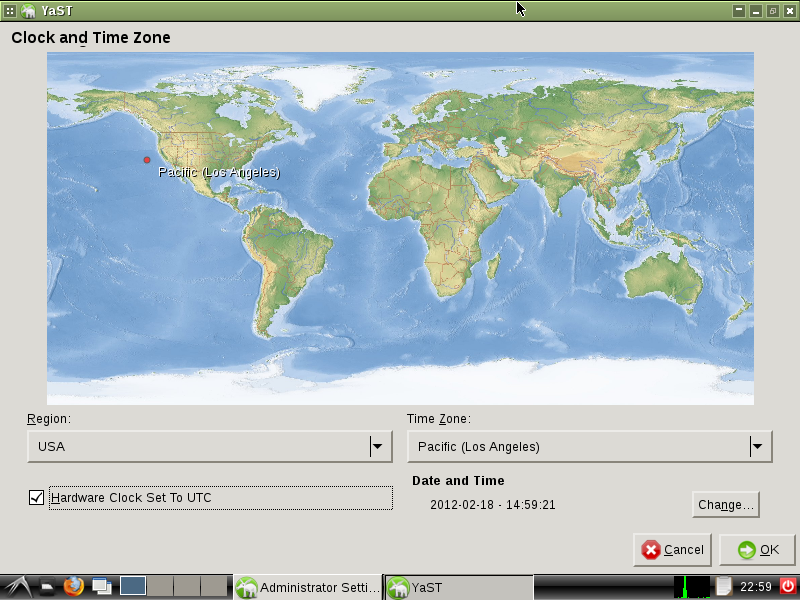 YaST
Clock and Time Zone
Pacific (Los Angeles)
Region:
Time Zone:
USA
Pacific (Los Angeles)
Hardware Clock Set To UTC
Date and Time
2012-02-18 - 14:59:21
Change...
Cancel
OK
Administrator Setti...
YaST
22:59